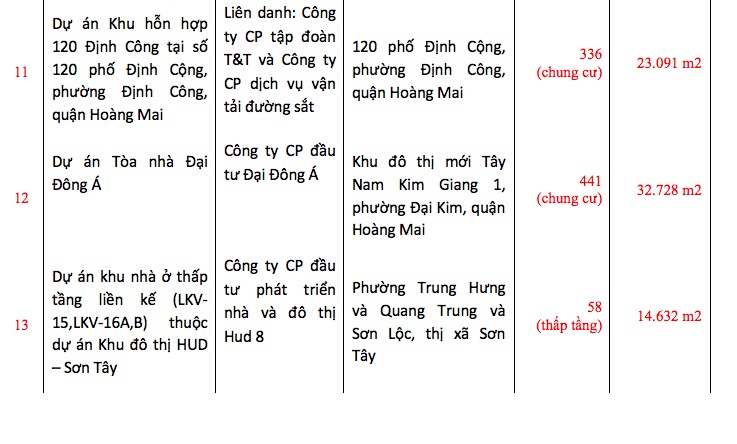 11
Dự án Khu hỗn hợp
120 Định Công tại số
120 phố Định Cộng,
phường Định Công,
quận Hoàng Mai
Liên danh: Công
ty CP tập đoàn
T&T và Công ty
CP dịch vụ vận
tải đường sắt
120 phố Định Cộng,
phường Định Công,
quận Hoàng Mai
336
(chung cư)
23.091 m2
12
Dự án Tòa nhà Đại
Đông Á
Công ty CP đầu
tư Đại Đông Á
Khu đô thị mới Tây
Nam Kim Giang 1,
phường Đại Kim, quận
Hoàng Mai
441
(chung cư)
32.728 m2
13
Dự án khu nhà ở thấp
tầng liền kế (LKV-
15,LKV-16A,B) thuộc
dự án Khu đô thị HUD
– Sơn Tây
Công ty CP đầu
tư phát triển
nhà và đô thị
Hud 8
Phường Trung Hưng
và Quang Trung và
Sơn Lộc, thị xã Sơn
Tây
58
(thấp tầng)
14.632 m2